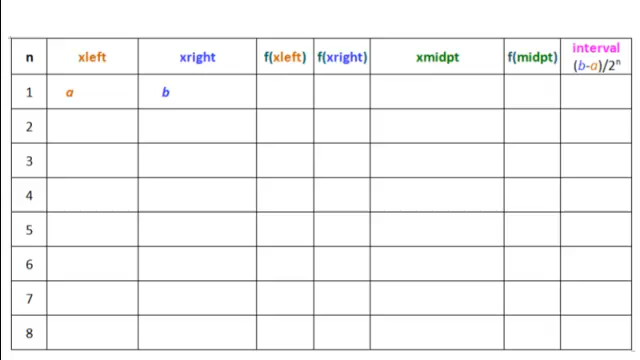 n xleft xright f(xleft) f(xright) xmidpt f(midpt) interval
(b-a)/2ⁿ
1 a b
2
3
4
5
6
7
8